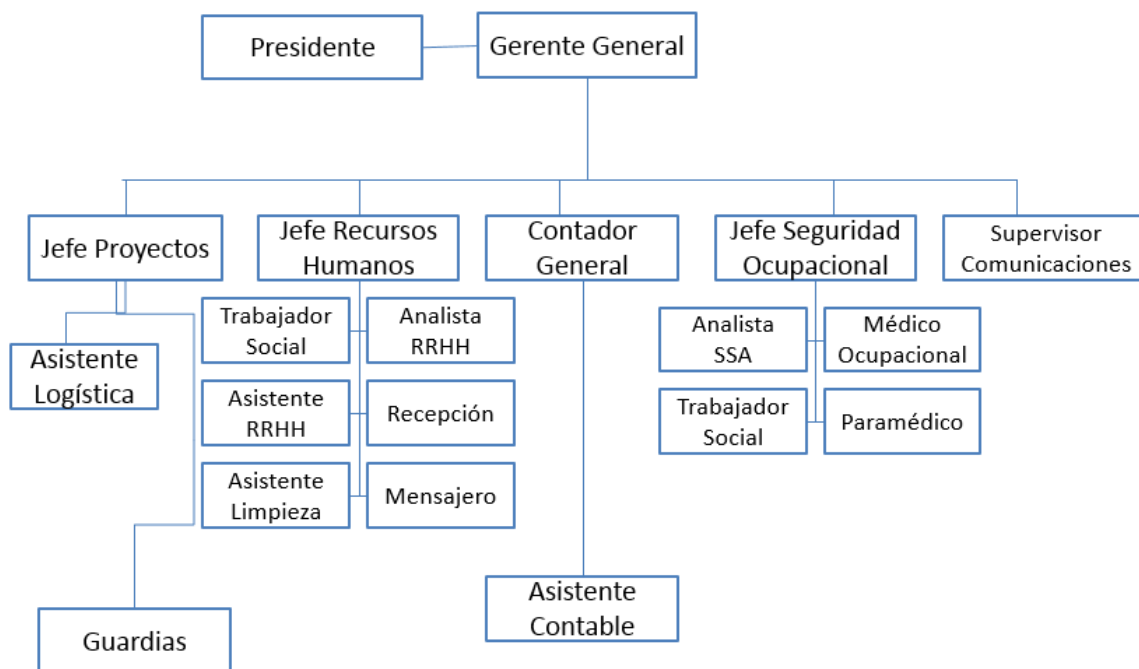 Presidente
Gerente General
Jefe Proyectos
Jefe Recursos
Humanos
Contador
General
Jefe Seguridad
Ocupacional
Supervisor
Comunicaciones
Asistente
Logística
Trabajador
Social
Analista
RRHH
Asistente
RRHH
Recepción
Asistente
Limpieza
Mensajero
Analista
SSA
Médico
Ocupacional
Trabajador
Social
Paramédico
Asistente
Contable
Guardias